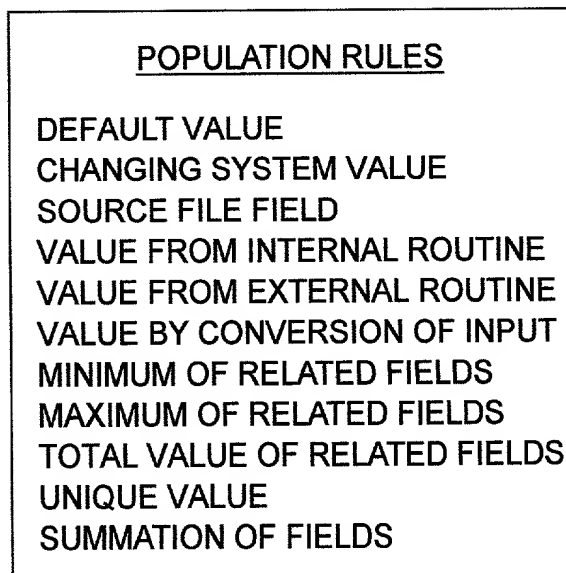 POPULATION RULES
DEFAULT VALUE
CHANGING SYSTEM VALUE
SOURCE FILE FIELD
VALUE FROM INTERNAL ROUTINE
VALUE FROM EXTERNAL ROUTINE
VALUE BY CONVERSION OF INPUT
MINIMUM OF RELATED FIELDS
MAXIMUM OF RELATED FIELDS
TOTAL VALUE OF RELATED FIELDS
UNIQUE VALUE
SUMMATION OF FIELDS